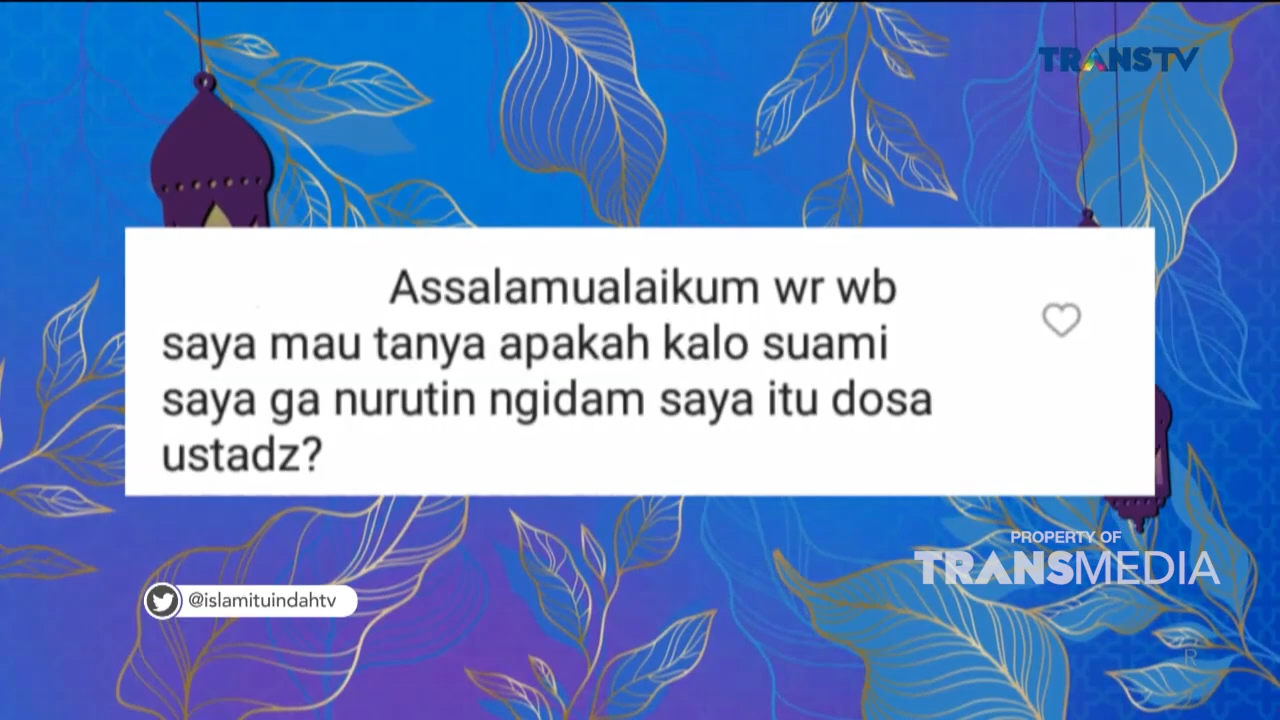 TRANSTV
Assalamualaikum wr wb
saya mau tanya apakah kalo suami
saya ga nurutin ngidam saya itu dosa
ustadz?
PROPERTY OF
TRANSMEDIA
@islamituindahtv